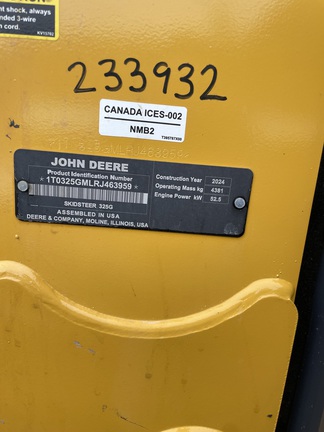 t shock, always
nded 3-wire
n cord.
233932
CANADA ICES-002
NMB2
JOHN DEERE
Product Identification Number
*1T0325GMLRJ463959*
Construction Year 2024
Operating Mass kg 4381
Engine Power kW 52.5
SKIDSTEER 325G
ASSEMBLED IN USA
DEERE & COMPANY, MOLINE, ILLINOIS, USA